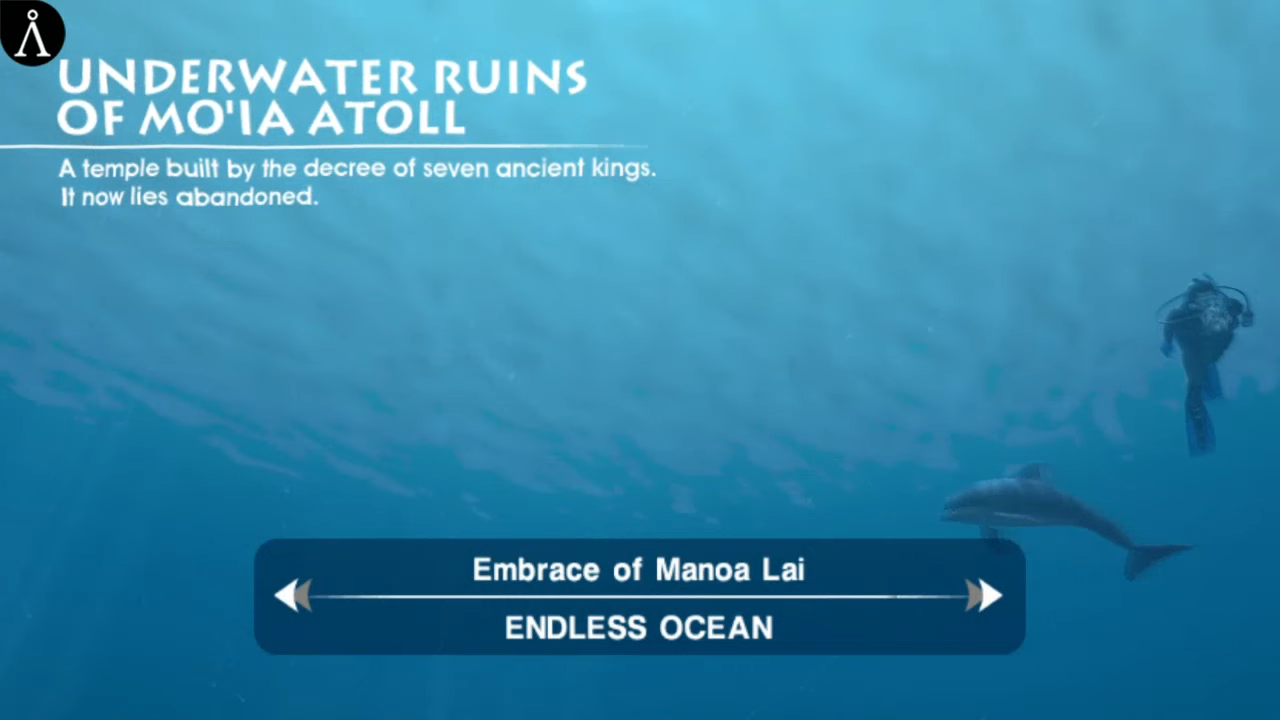 UNDERWATER RUINS
OF MO'IA ATOLL
A temple built by the decree of seven ancient kings.
It now lies abandoned.
Embrace of Manoa Lai
ENDLESS OCEAN